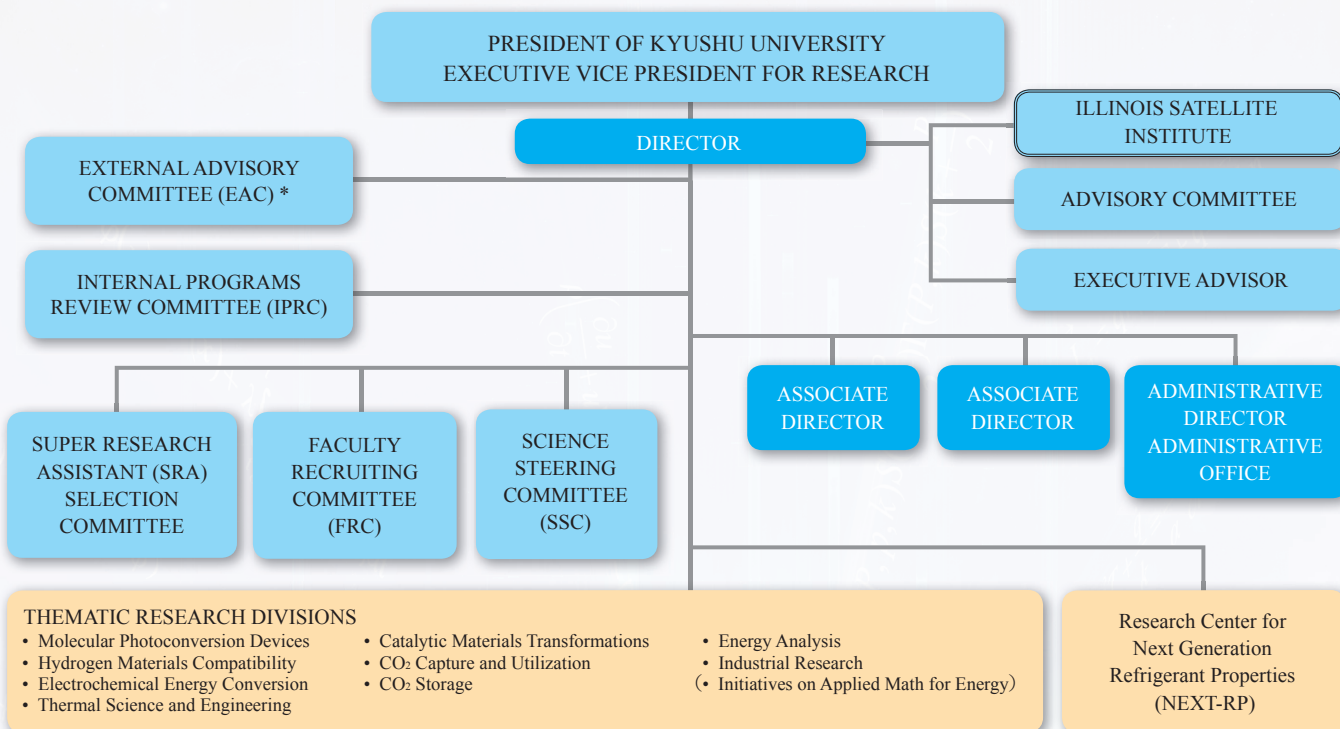 PRESIDENT OF KYUSHU UNIVERSITY
EXECUTIVE VICE PRESIDENT FOR RESEARCH
DIRECTOR
ILLINOIS SATELLITE
INSTITUTE
ADVISORY COMMITTEE
EXECUTIVE ADVISOR
EXTERNAL ADVISORY
COMMITTEE (EAC) *
INTERNAL PROGRAMS
REVIEW COMMITTEE (IPRC)
ASSOCIATE
DIRECTOR
ASSOCIATE
DIRECTOR
ADMINISTRATIVE
DIRECTOR
ADMINISTRATIVE
OFFICE
SUPER RESEARCH
ASSISTANT (SRA)
SELECTION
COMMITTEE
FACULTY
RECRUITING
COMMITTEE
(FRC)
SCIENCE
STEERING
COMMITTEE
(SSC)
THEMATIC RESEARCH DIVISIONS
• Molecular Photoconversion Devices
• Hydrogen Materials Compatibility
• Electrochemical Energy Conversion
• Thermal Science and Engineering
• Catalytic Materials Transformations
• CO₂ Capture and Utilization
• CO₂ Storage
• Energy Analysis
• Industrial Research
(• Initiatives on Applied Math for Energy)
Research Center for
Next Generation
Refrigerant Properties
(NEXT-RP)